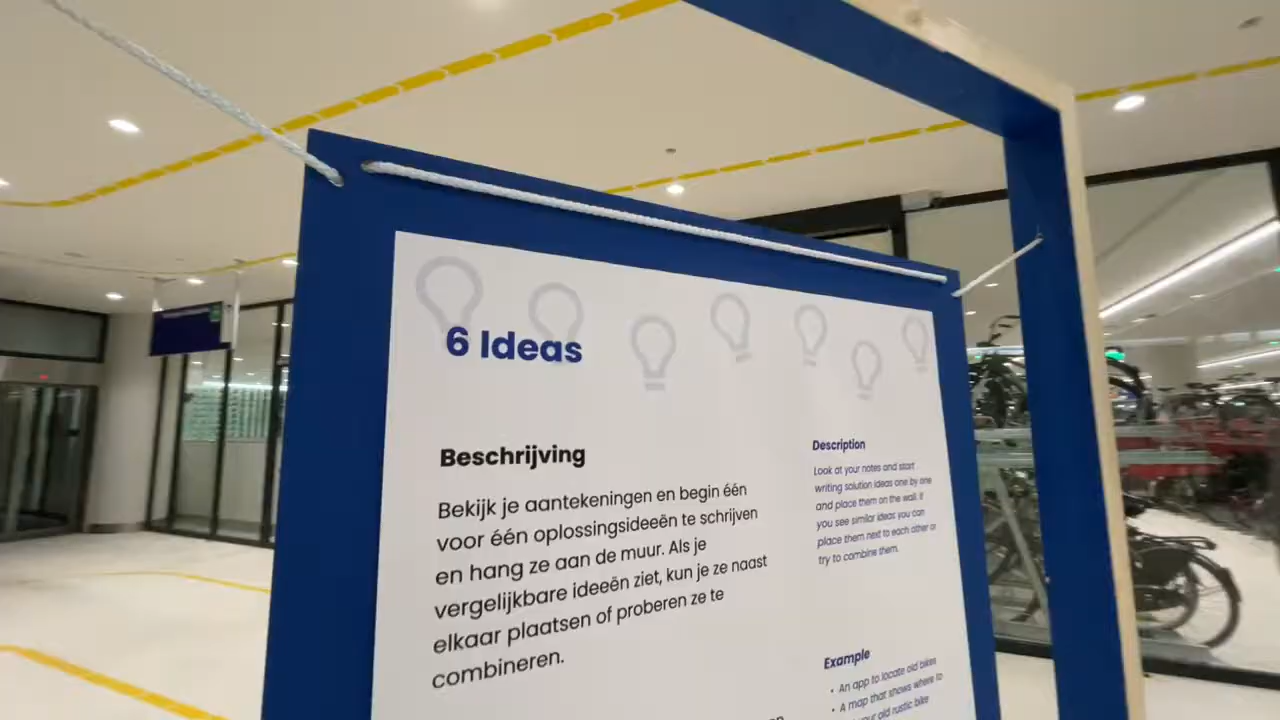 6 Ideas
Beschrijving
Bekijk je aantekeningen en begin één
voor één oplossingsideeën te schrijven
en hang ze aan de muur. Als je
vergelijkbare ideeën ziet, kun je ze naast
elkaar plaatsen of proberen ze te
combineren.
Description
Look at your notes and start
writing solution ideas one by one
and place them on the wall. If
you see similar ideas you can
place them next to each other or
try to combine them.
Example
• An app to locate old bikes
• A map that shows where to
your old rustic bike